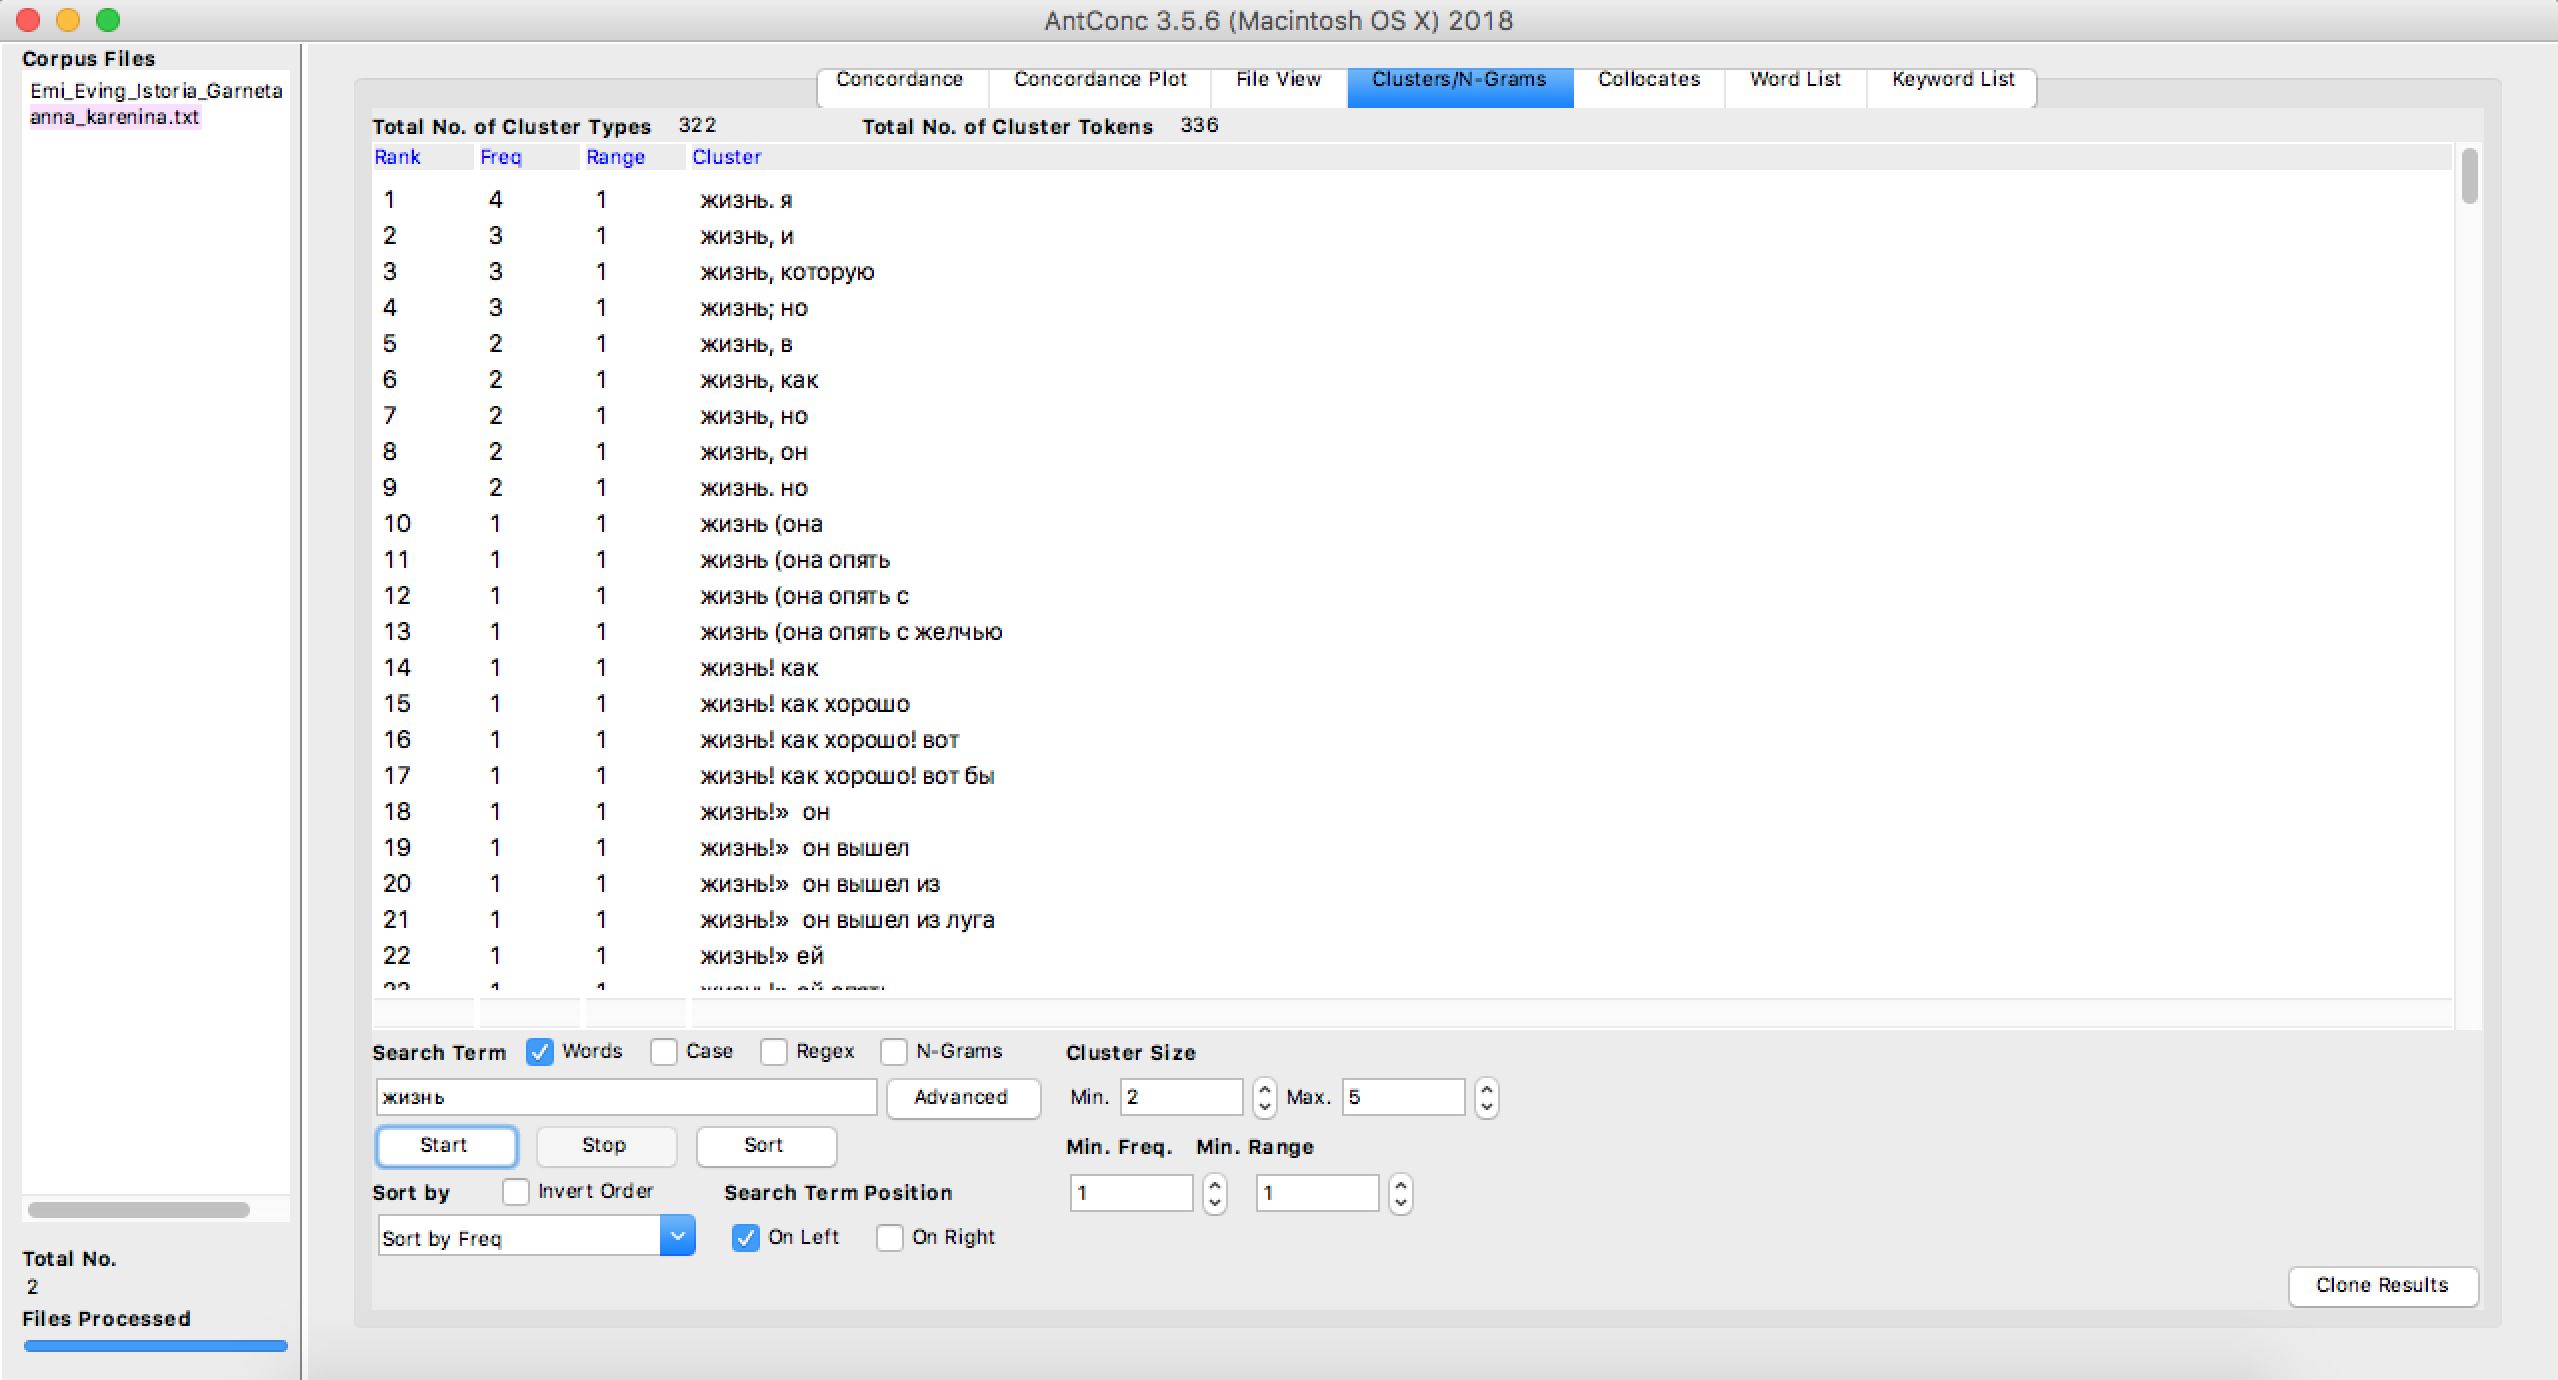 AntConc 3.5.6 (Macintosh OS X) 2018
Corpus Files
Emi_Eving_Istoria_Garneta
anna_karenina.txt
Concordance Concordance Plot File View Clusters/N-Grams Collocates Word List Keyword List
Total No. of Cluster Types 322 Total No. of Cluster Tokens 336
Rank Freq Range Cluster
1 4 1 жизнь. я
2 3 1 жизнь, и
3 3 1 жизнь, которую
4 3 1 жизнь; но
5 2 1 жизнь, в
6 2 1 жизнь, как
7 2 1 жизнь, но
8 2 1 жизнь, он
9 2 1 жизнь. но
10 1 1 жизнь (она
11 1 1 жизнь (она опять
12 1 1 жизнь (она опять с
13 1 1 жизнь (она опять с желчью
14 1 1 жизнь! как
15 1 1 жизнь! как хорошо
16 1 1 жизнь! как хорошо! вот
17 1 1 жизнь! как хорошо! вот бы
18 1 1 жизнь!» он
19 1 1 жизнь!» он вышел
20 1 1 жизнь!» он вышел из
21 1 1 жизнь!» он вышел из луга
22 1 1 жизнь!» ей
Search Term Words Case Regex N-Grams Cluster Size
жизнь Advanced Min. 2 Max. 5
Start Stop Sort Min. Freq. Min. Range
Sort by Invert Order Search Term Position 1 1
Sort by Freq On Left On Right
Total No.
2
Files Processed
Clone Results